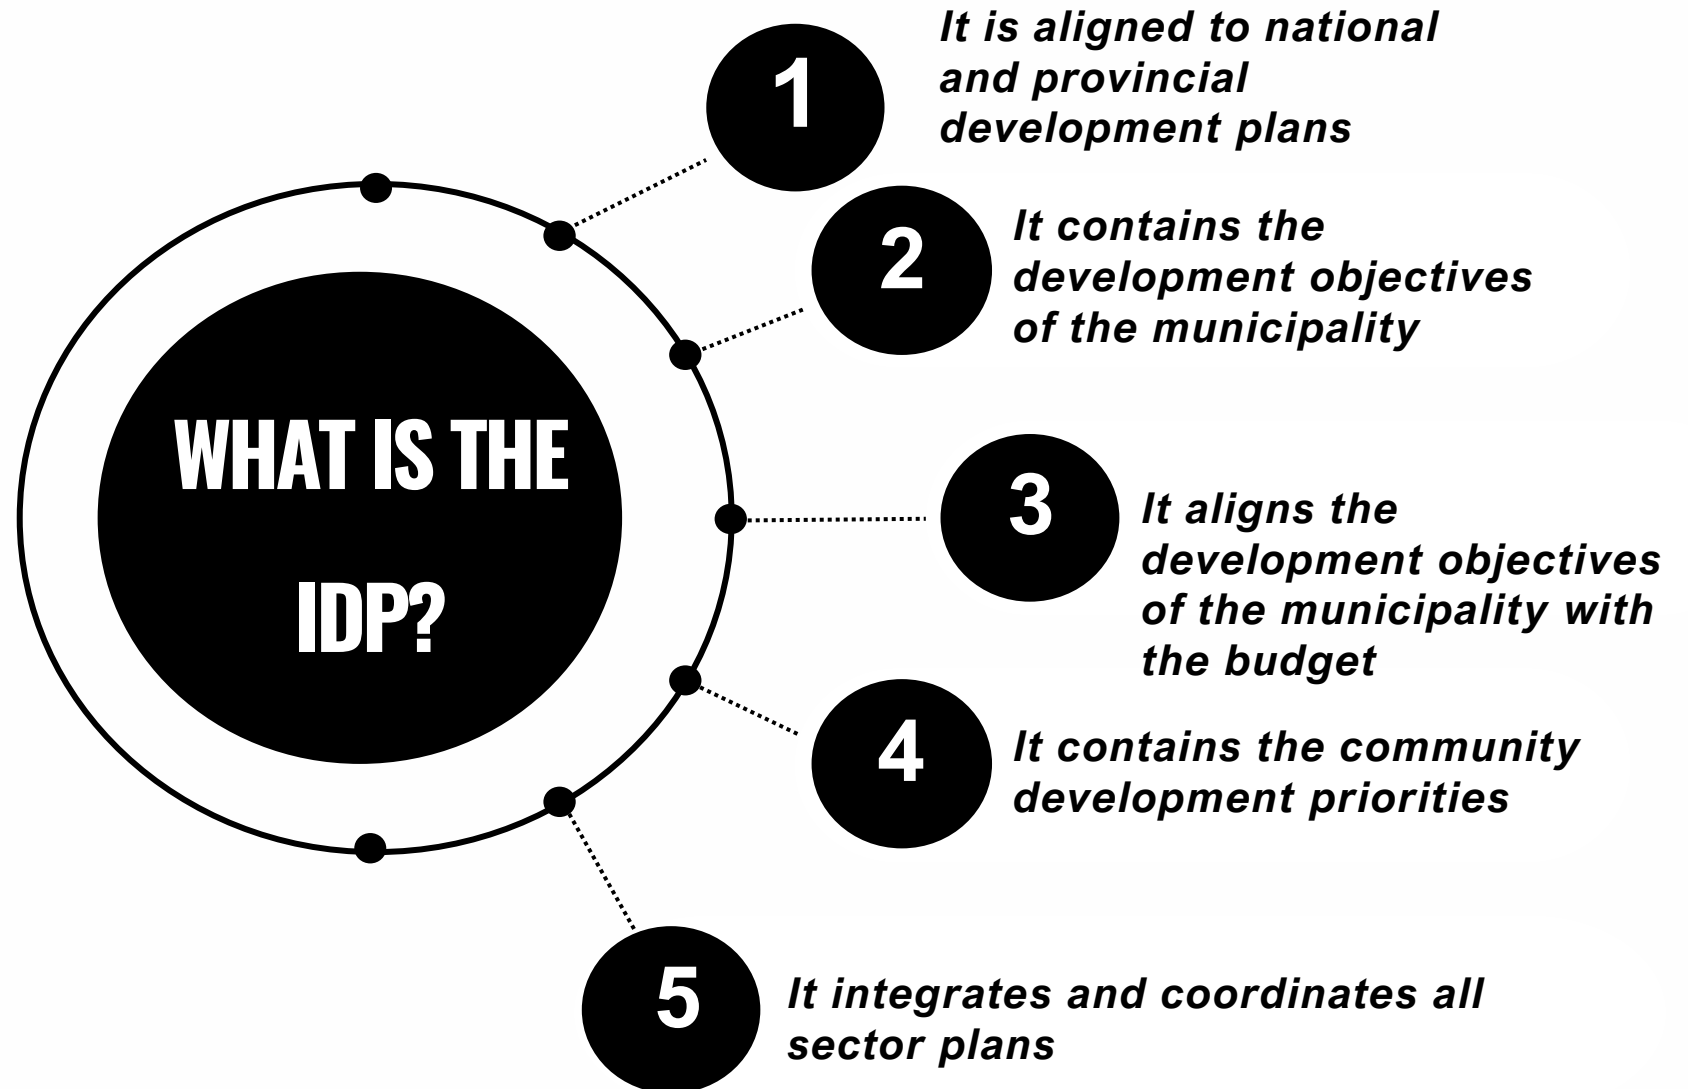 WHAT IS THE
IDP?
1
It is aligned to national
and provincial
development plans
2
It contains the
development objectives
of the municipality
3
It aligns the
development objectives
of the municipality with
the budget
4
It contains the community
development priorities
5
It integrates and coordinates all
sector plans